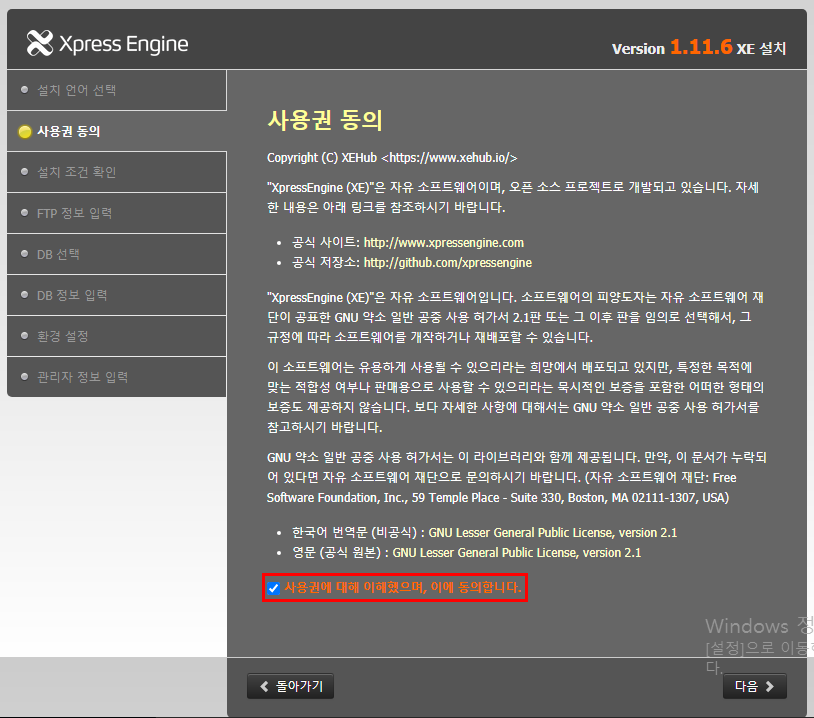 Xpress Engine
Version 1.11.6 XE 설치
설치 언어 선택
사용권 동의
설치 조건 확인
FTP 정보 입력
DB 선택
DB 정보 입력
환경 설정
관리자 정보 입력
사용권 동의
Copyright (C) XEHub <https://www.xehub.io/>
"XpressEngine (XE)"은 자유 소프트웨어이며, 오픈 소스 프로젝트로 개발되고 있습니다. 자세
한 내용은 아래 링크를 참조하시기 바랍니다.
• 공식 사이트: http://www.xpressengine.com
• 공식 저장소: http://github.com/xpressengine
"XpressEngine (XE)"은 자유 소프트웨어입니다. 소프트웨어의 피양도자는 자유 소프트웨어 재
단이 공표한 GNU 약소 일반 공중 사용 허가서 2.1판 또는 그 이후 판을 임의로 선택해서, 그
규정에 따라 소프트웨어를 개작하거나 재배포할 수 있습니다.
이 소프트웨어는 유용하게 사용될 수 있으리라는 희망에서 배포되고 있지만, 특정한 목적에
맞는 적합성 여부나 판매용으로 사용할 수 있으리라는 묵시적인 보증을 포함한 어떠한 형태의
보증도 제공하지 않습니다. 보다 자세한 사항에 대해서는 GNU 약소 일반 공중 사용 허가서를
참고하시기 바랍니다.
GNU 약소 일반 공중 사용 허가서는 이 라이브러리와 함께 제공됩니다. 만약, 이 문서가 누락되
어 있다면 자유 소프트웨어 재단으로 문의하시기 바랍니다. (자유 소프트웨어 재단: Free
Software Foundation, Inc., 59 Temple Place - Suite 330, Boston, MA 02111-1307, USA)
• 한국어 번역문 (비공식) : GNU Lesser General Public License, version 2.1
• 영문 (공식 원본) : GNU Lesser General Public License, version 2.1
사용권에 대해 이해했으며, 이에 동의합니다.
Windows 정
[설정]으로 이동
다.
돌아가기
다음